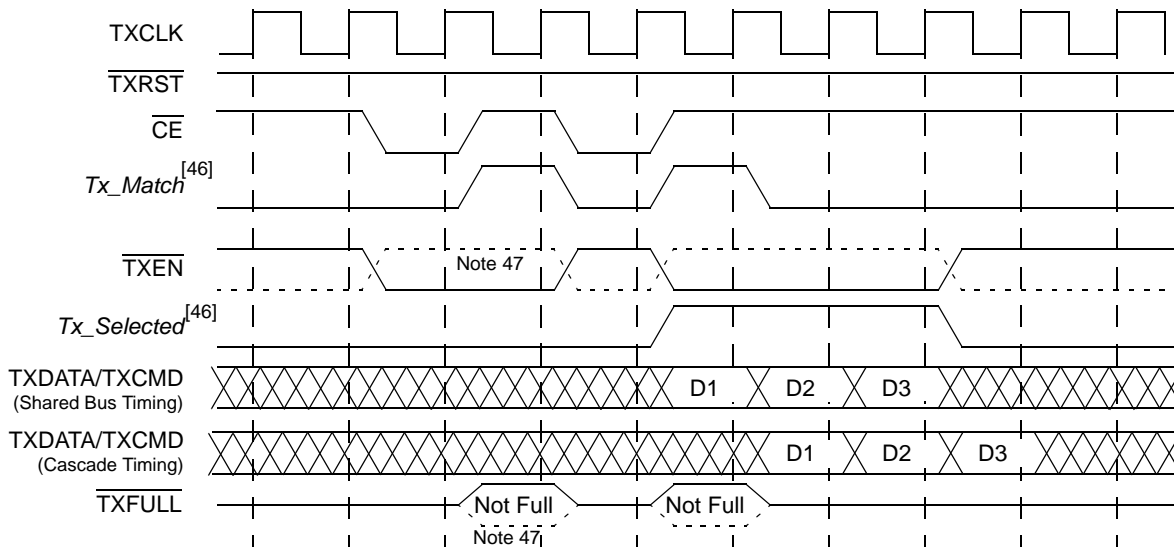 TXCLK
TXRST
CE
Tx_Match[46]
TXEN
Note 47
Tx_Selected[46]
TXDATA/TXCMD
(Shared Bus Timing)
D1 D2 D3
TXDATA/TXCMD
(Cascade Timing)
D1 D2 D3
TXFULL
Not Full Not Full
Note 47